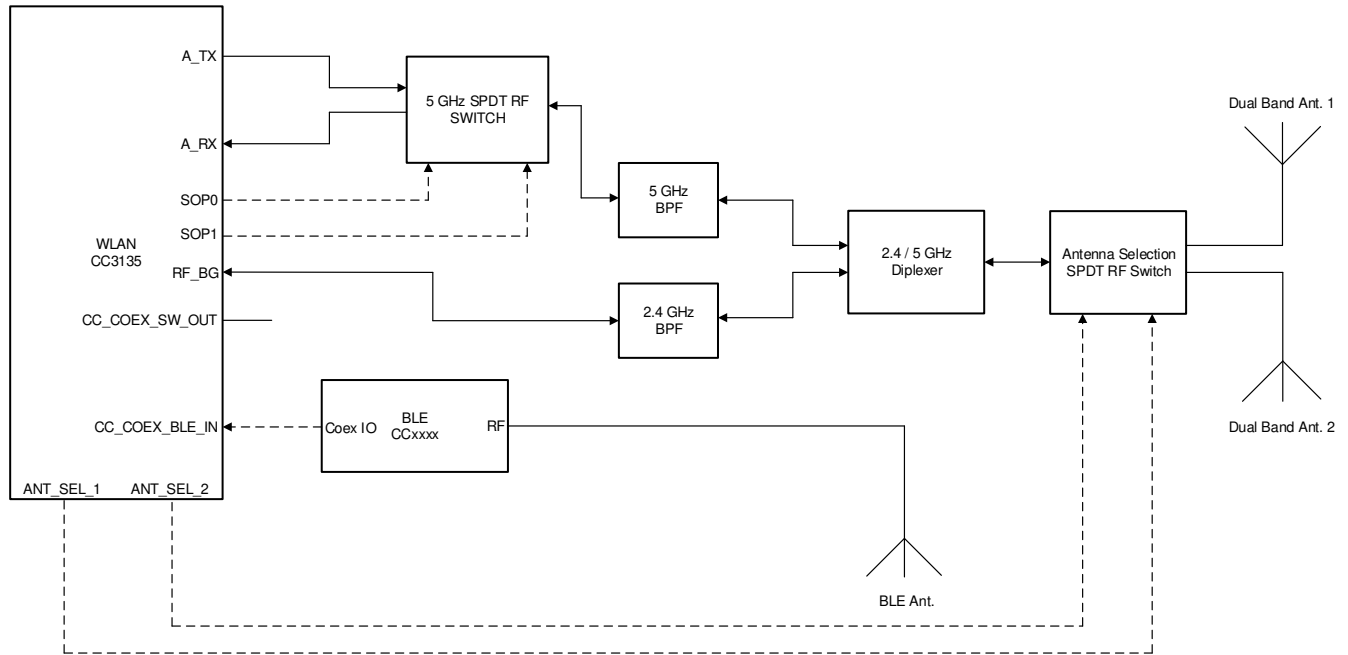 A_TX
A_RX
SOP0
SOP1
WLAN
CC3135
RF_BG
CC_COEX_SW_OUT
CC_COEX_BLE_IN
ANT_SEL_1
ANT_SEL_2
5 GHz SPDT RF
SWITCH
5 GHz
BPF
2.4 GHz
BPF
2.4 / 5 GHz
Diplexer
Antenna Selection
SPDT RF Switch
Dual Band Ant. 1
Dual Band Ant. 2
Coex IO
BLE
CCxxxx
RF
BLE Ant.